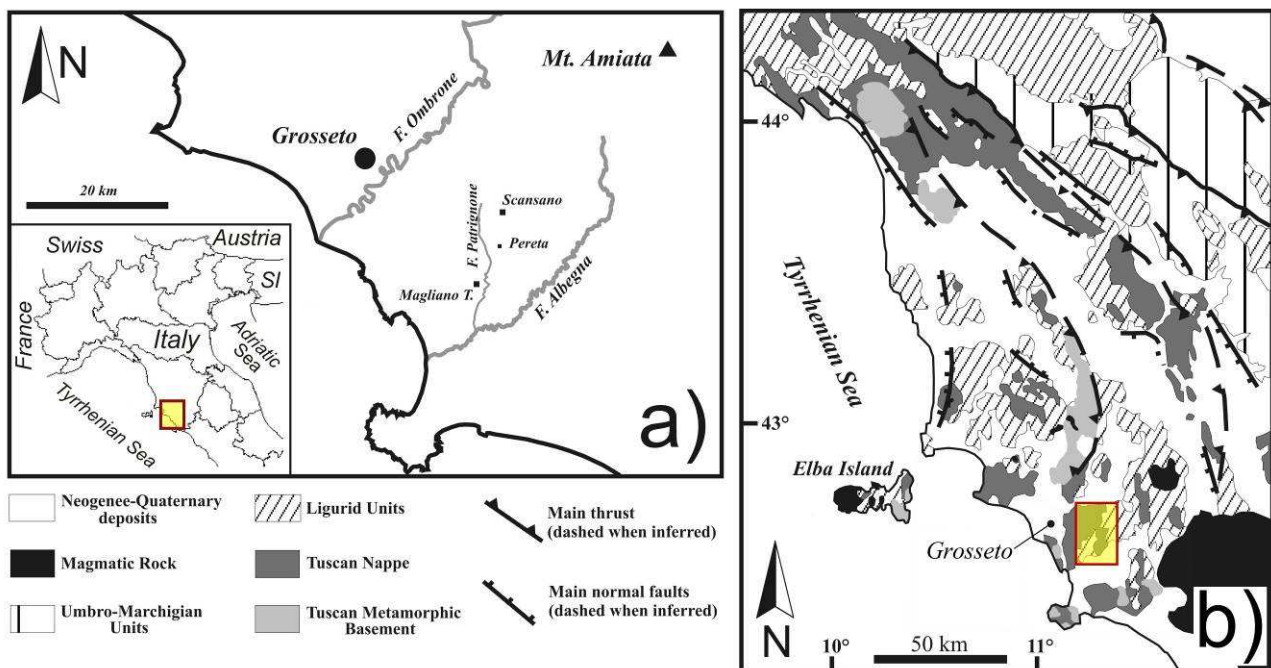 N
Mt. Amiata
F. Ombrone
Grosseto
20 km
F. Patrignone
Scansano
Pereta
Magliano T.
F. Albegna
a)
Swiss
Austria
Sl
France
Italy
Adriatic
Sea
Tyrrhenian Sea
Neogenee-Quaternary
deposits
Magmatic Rock
Umbro-Marchigian
Units
Ligurid Units
Tuscan Nappe
Tuscan Metamorphic
Basement
Main thrust
(dashed when inferred)
Main normal faults
(dashed when inferred)
44°
43°
Tyrrhenian Sea
Elba Island
Grosseto
N
10°
50 km
11°
b)